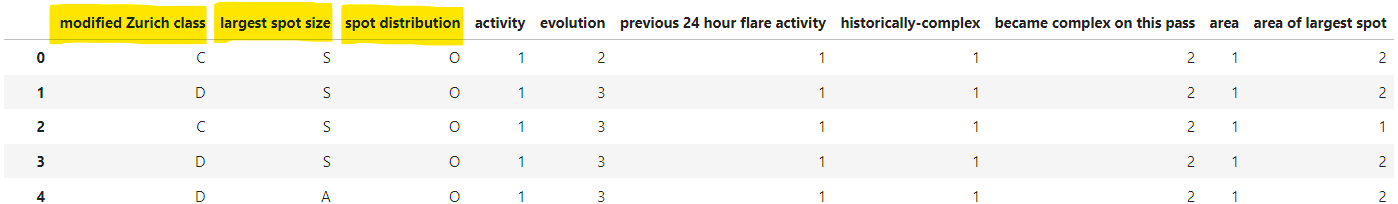 modified Zurich class largest spot size spot distribution activity evolution previous 24 hour flare activity historically-complex became complex on this pass area area of largest spot
0 C S O 1 2 1 1 2 1 2
1 D S O 1 3 1 1 2 1 2
2 C S O 1 3 1 1 2 1 1
3 D S O 1 3 1 1 2 1 2
4 D A O 1 3 1 1 2 1 2